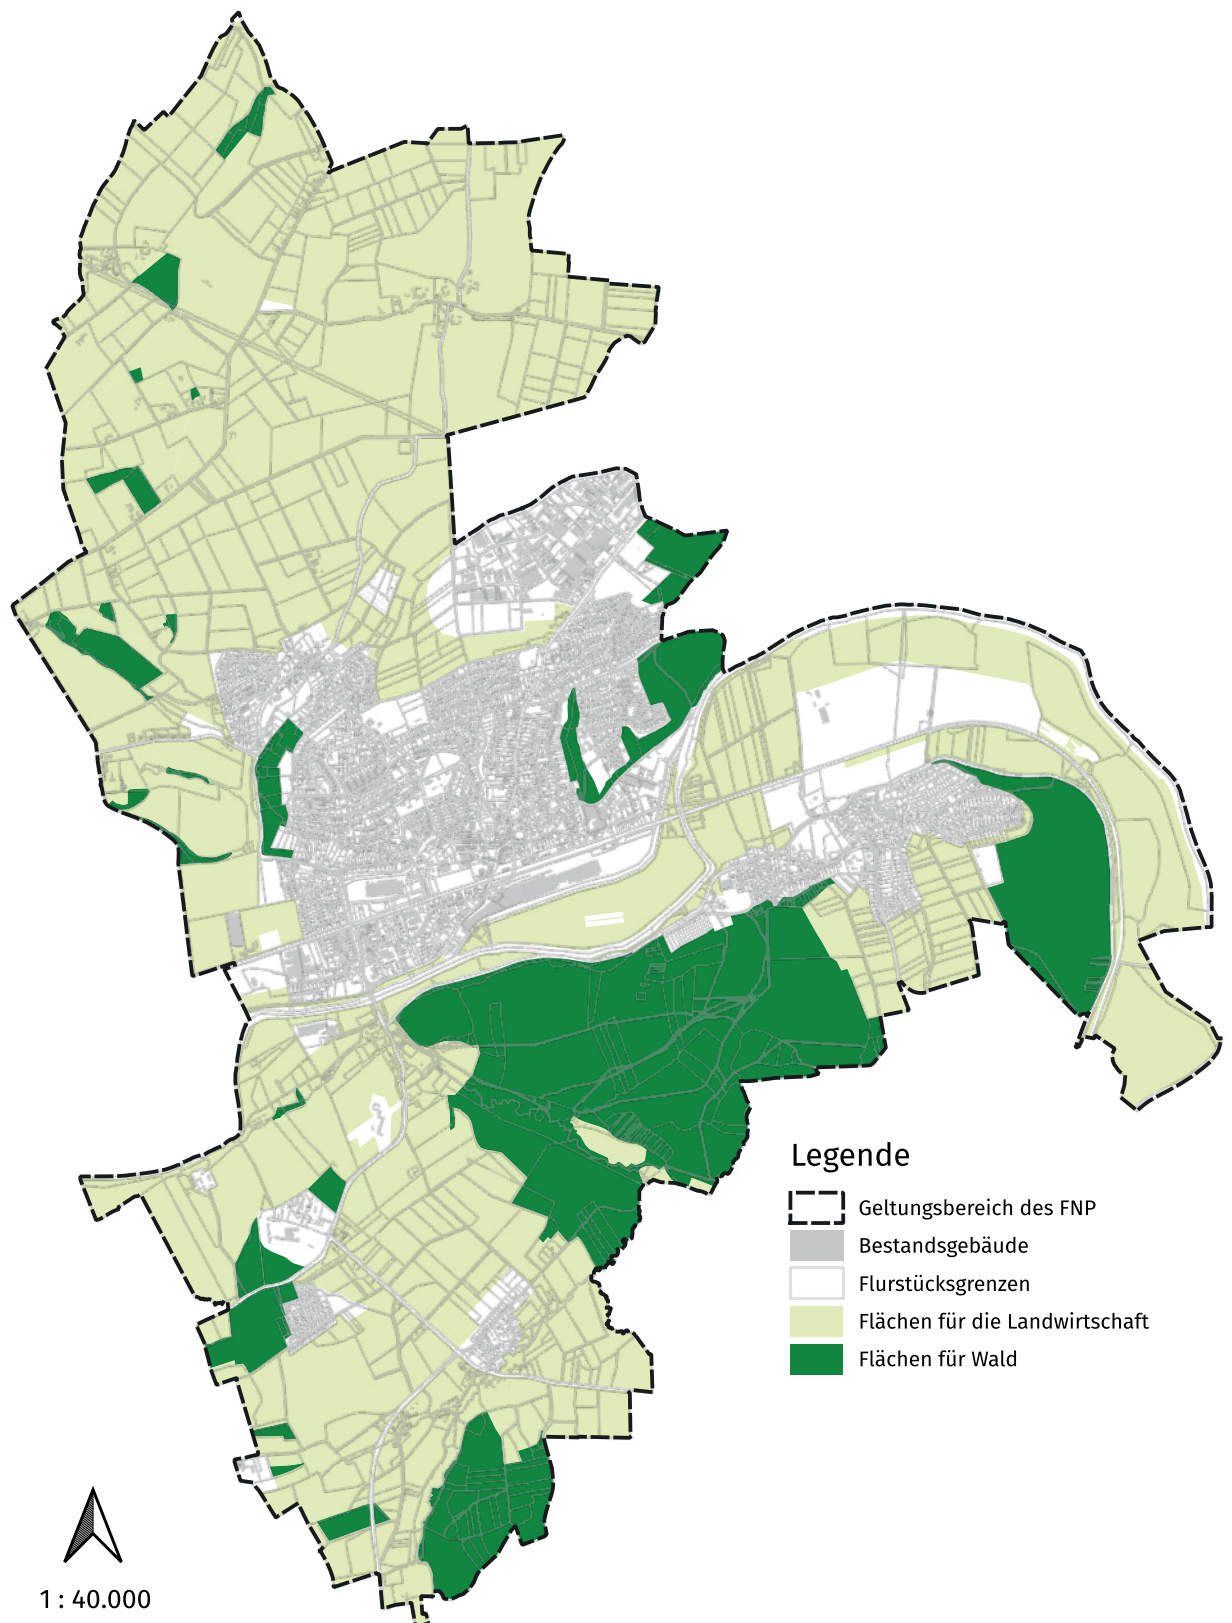 Legende
Geltungsbereich des FNP
Bestandsgebäude
Flurstücksgrenzen
Flächen für die Landwirtschaft
Flächen für Wald
1 : 40.000